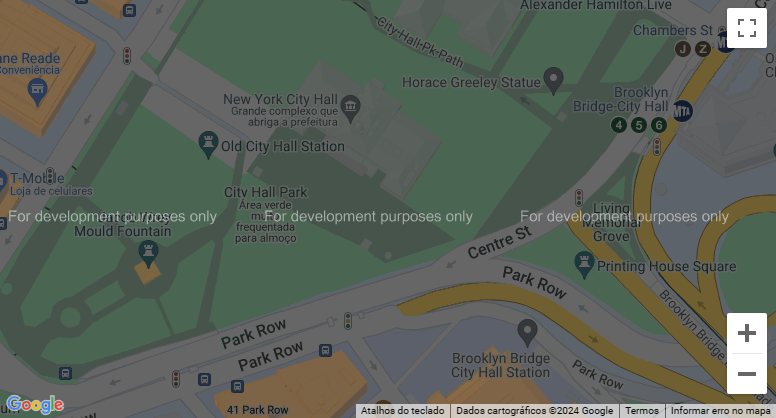 Alexander Hamilton Live
Chambers St
J Z MTA
City Hall Pk Path
Horace Greeley Statue
Conveniência
New York City Hall
Grande complexo que
abriga a prefeitura
Brooklyn
Bridge-City Hall
MTA
4 5 6
Old City Hall Station
T-Mobile
Loja de celulares
City Hall Park
Área verde
frequentada
para almoço
Mould Fountain
For development purposes only
For development purposes only
For development purposes only
Living
Memorial
Grove
Centre St
Printing House Square
Park Row
Brooklyn Bridge
Park Row
Park Row
Brooklyn Bridge
City Hall Station
Park Row
41 Park Row
Google
Atalhos do teclado
Dados cartográficos ©2024 Google
Termos
Informar erro no mapa